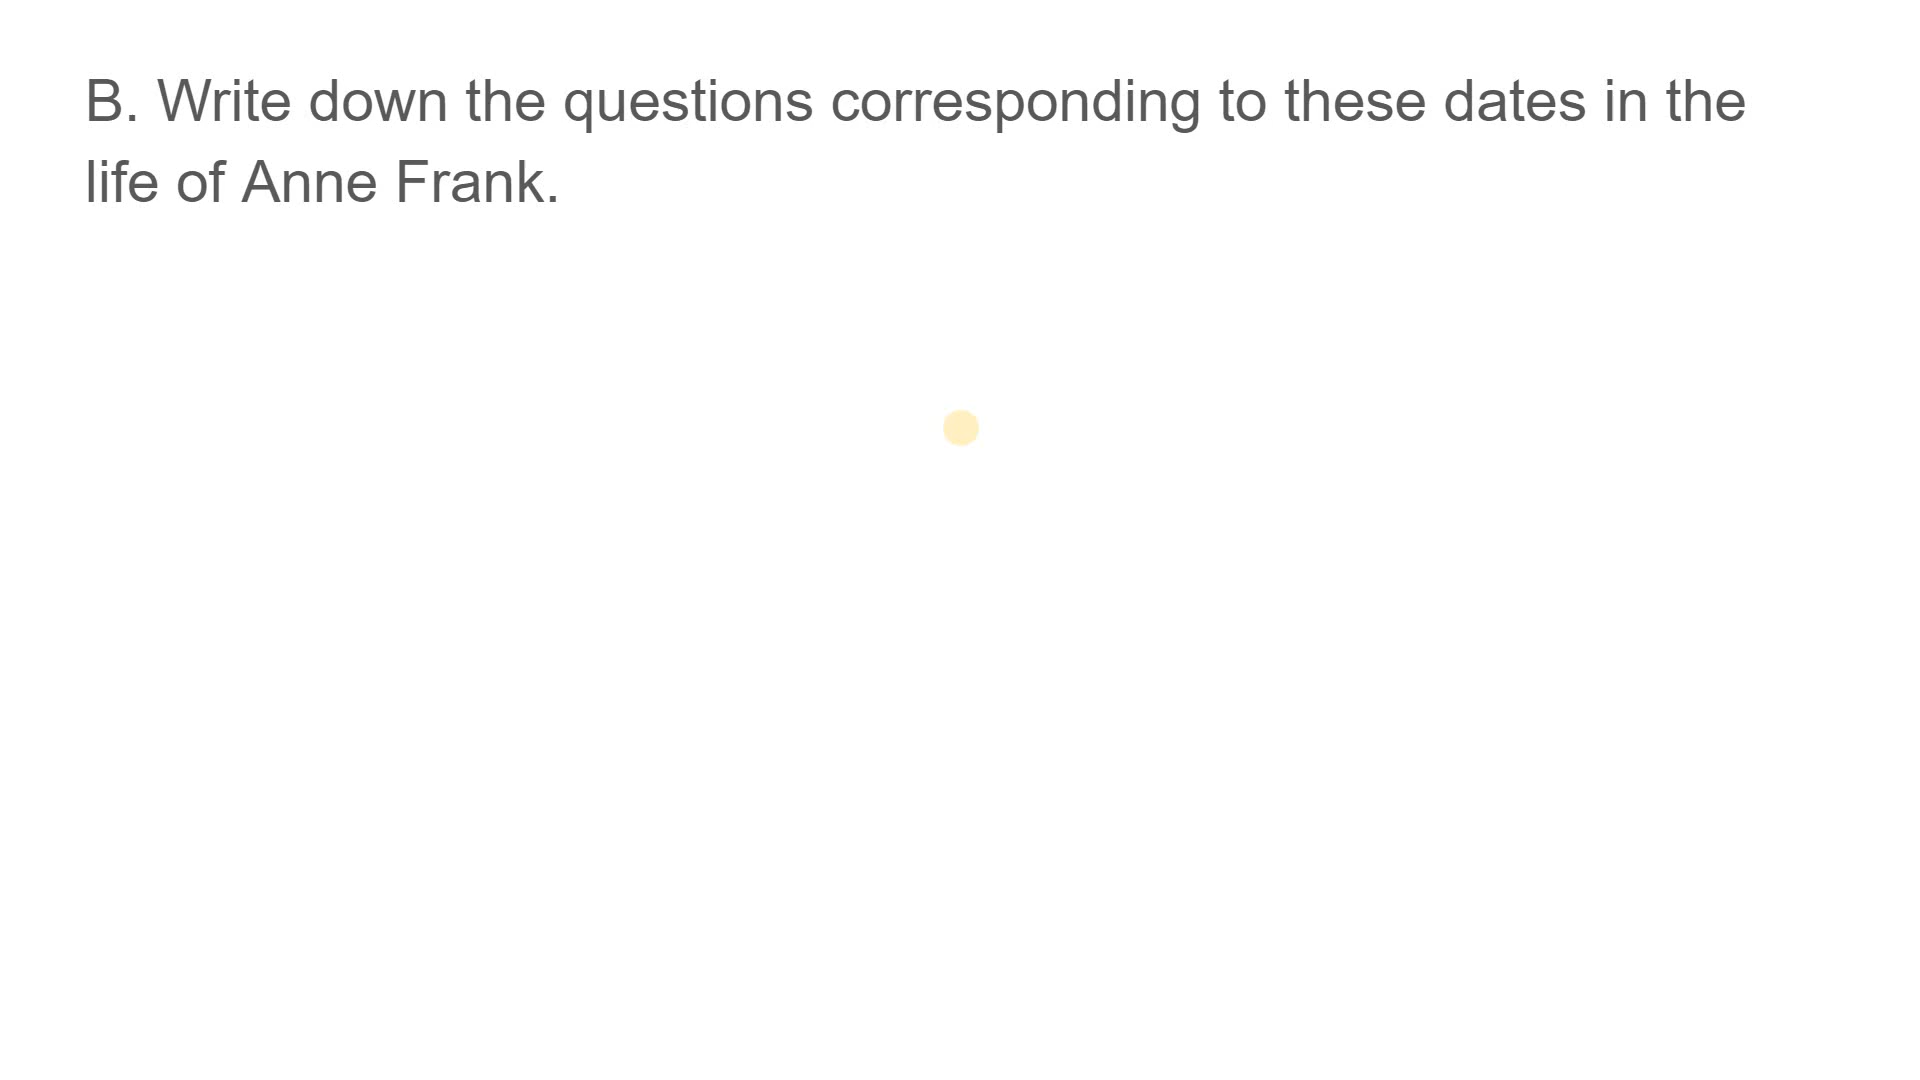 B. Write down the questions corresponding to these dates in the
life of Anne Frank.